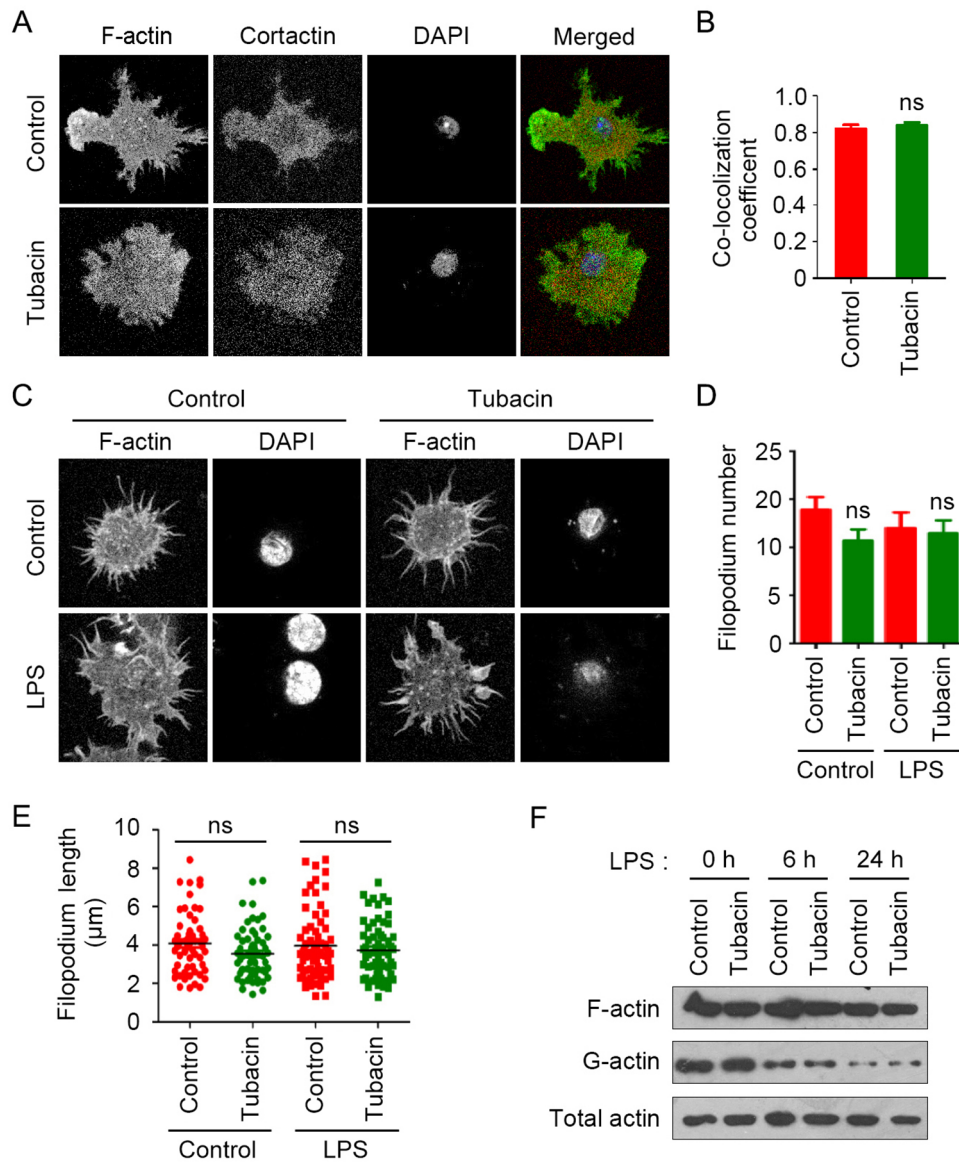 A
F-actin Cortactin DAPI Merged
Control
Tubacin
B
Co-locolization
coefficent
1.0
0.8
0.6
0.4
0.2
0
ns
Control
Tubacin
C
Control Tubacin
F-actin DAPI F-actin DAPI
Control
LPS
D
Filopodium number
25
20
10
15
5
0
ns ns
Control Tubacin Control Tubacin
Control LPS
E
Filopodium length
(μm)
10
8
6
4
2
0
ns ns
Control Tubacin Control Tubacin
Control LPS
F
LPS : 0 h 6 h 24 h
Control Tubacin Control Tubacin Control Tubacin
F-actin
G-actin
Total actin